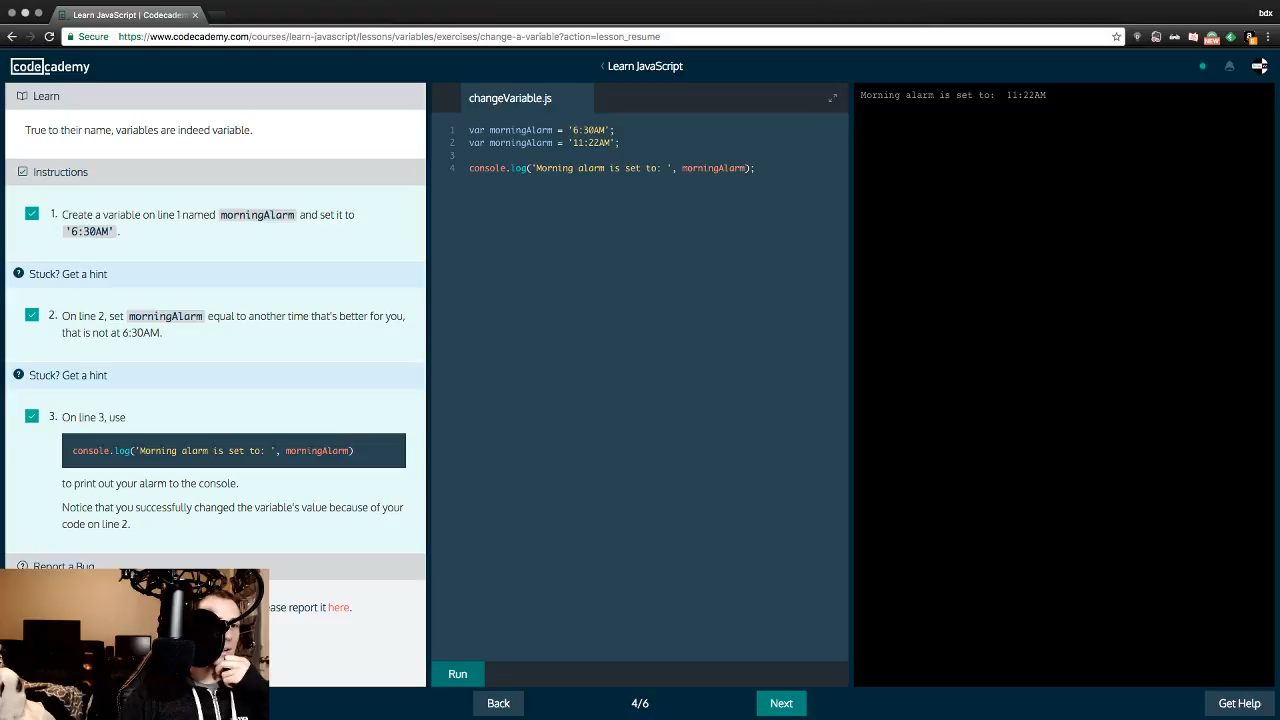 Learn JavaScript | Codecadem
bdx
Secure
https://www.codecademy.com/courses/learn-javascript/lessons/variables/exercises/change-a-variable?action=lesson_resume
codecademy
Learn JavaScript
Learn
True to their name, variables are indeed variable.
Instructions
1. Create a variable on line 1 named morningAlarm and set it to
'6:30AM'.
Stuck? Get a hint
2. On line 2, set morningAlarm equal to another time that's better for you,
that is not at 6:30AM.
Stuck? Get a hint
3. On line 3, use
console.log('Morning alarm is set to: ', morningAlarm)
to print out your alarm to the console.
Notice that you successfully changed the variable's value because of your
code on line 2.
Report a Bug
ease report it here.
changeVariable.js
1 var morningAlarm = '6:30AM';
2 var morningAlarm = '11:22AM';
3
4 console.log('Morning alarm is set to: ', morningAlarm);
Run
Morning alarm is set to:  11:22AM
Back
4/6
Next
Get Help